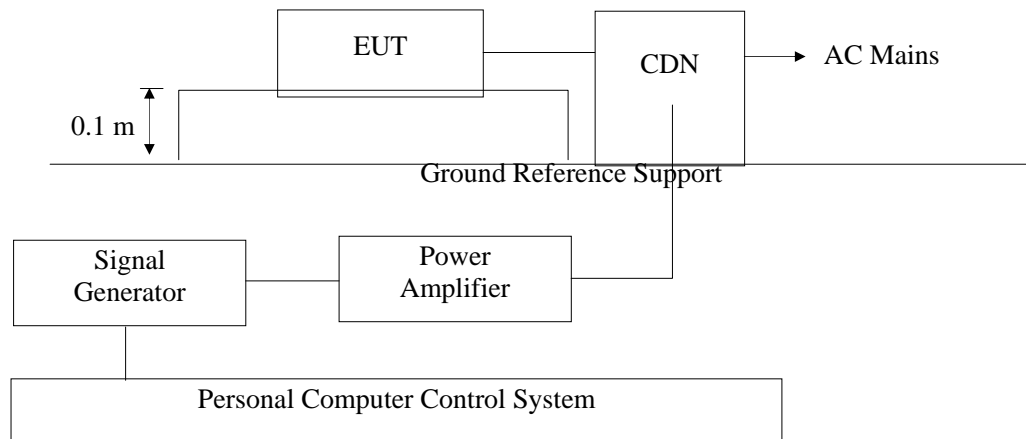 EUT
CDN
AC Mains
0.1 m
Ground Reference Support
Signal
Generator
Power
Amplifier
Personal Computer Control System